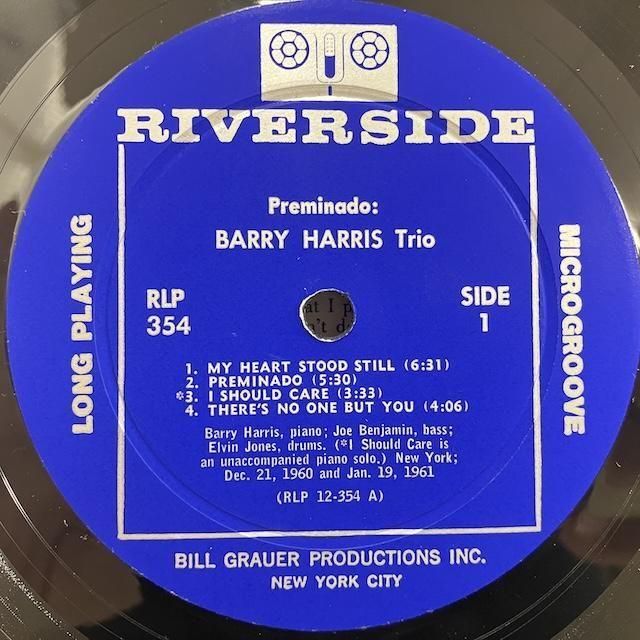 RIVERSIDE
Preminado:
BARRY HARRIS Trio
RLP
354
SIDE
1
LONG PLAYING
MICROGROOVE
at I p
't d
1. MY HEART STOOD STILL (6:31)
2. PREMINADO (5:30)
*3. I SHOULD CARE (3:33)
4. THERE'S NO ONE BUT YOU (4:06)
Barry Harris, piano; Joe Benjamin, bass;
Elvin Jones, drums. (*I Should Care is
an unaccompanied piano solo.) New York;
Dec. 21, 1960 and Jan. 19, 1961
(RLP 12-354 A)
BILL GRAUER PRODUCTIONS INC.
NEW YORK CITY